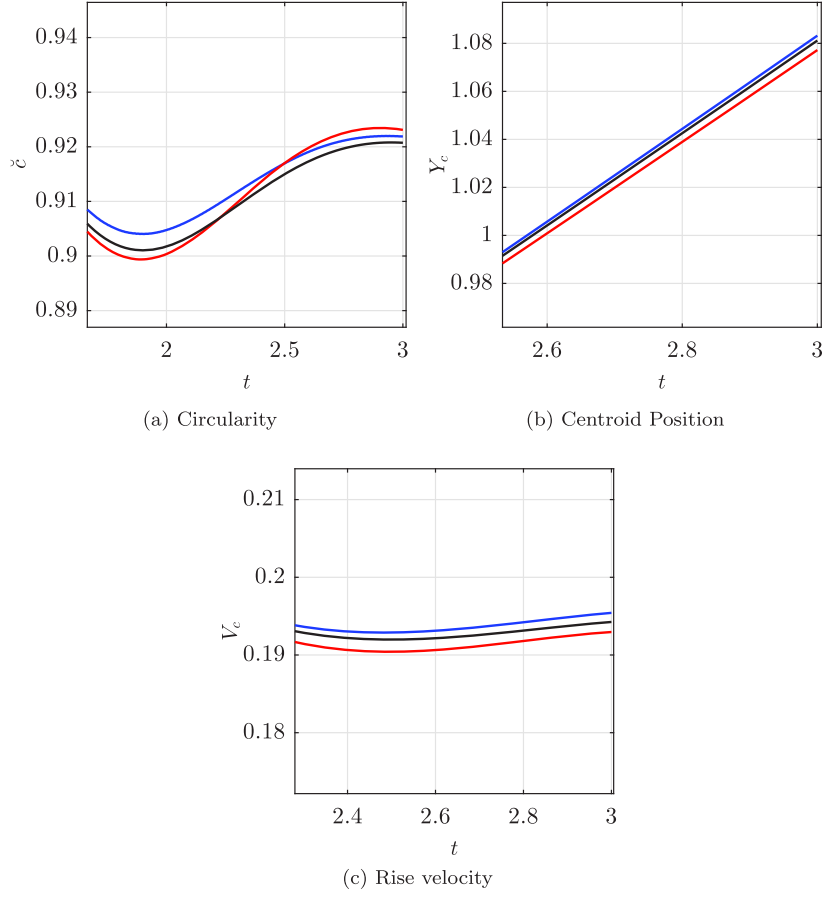 0.94
0.93
0.92
0.91
0.9
0.89
c̆
2 2.5 3
t
(a) Circularity
1.08
1.06
1.04
1.02
1
0.98
Y_c
2.6 2.8 3
t
(b) Centroid Position
0.21
0.2
0.19
0.18
V_c
2.4 2.6 2.8 3
t
(c) Rise velocity